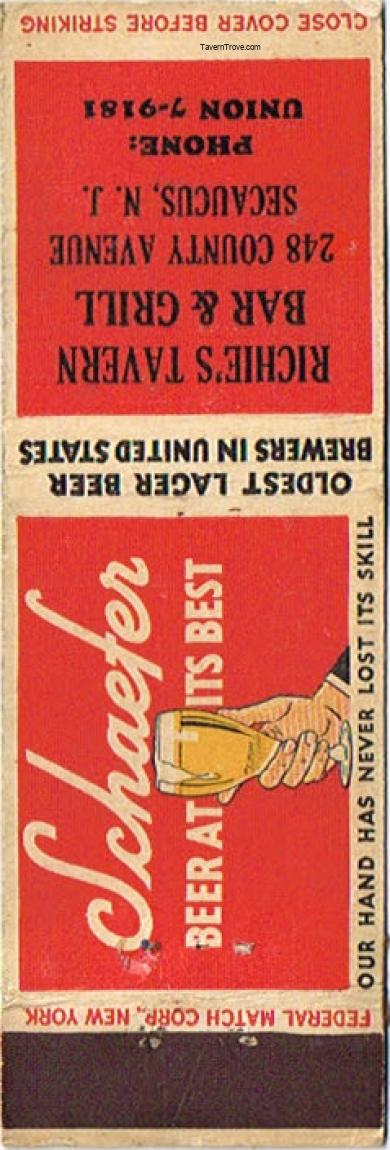 TavernTrove.com
FEDERAL MATCH CORP., NEW YORK
Schaefer
BEER AT ITS BEST
OUR HAND HAS NEVER LOST ITS SKILL
OLDEST LAGER BEER
BREWERS IN UNITED STATES
RICHIE'S TAVERN
BAR & GRILL
248 COUNTY AVENUE
SECAUCUS, N. J.
PHONE:
UNION 7-9181
CLOSE COVER BEFORE STRIKING